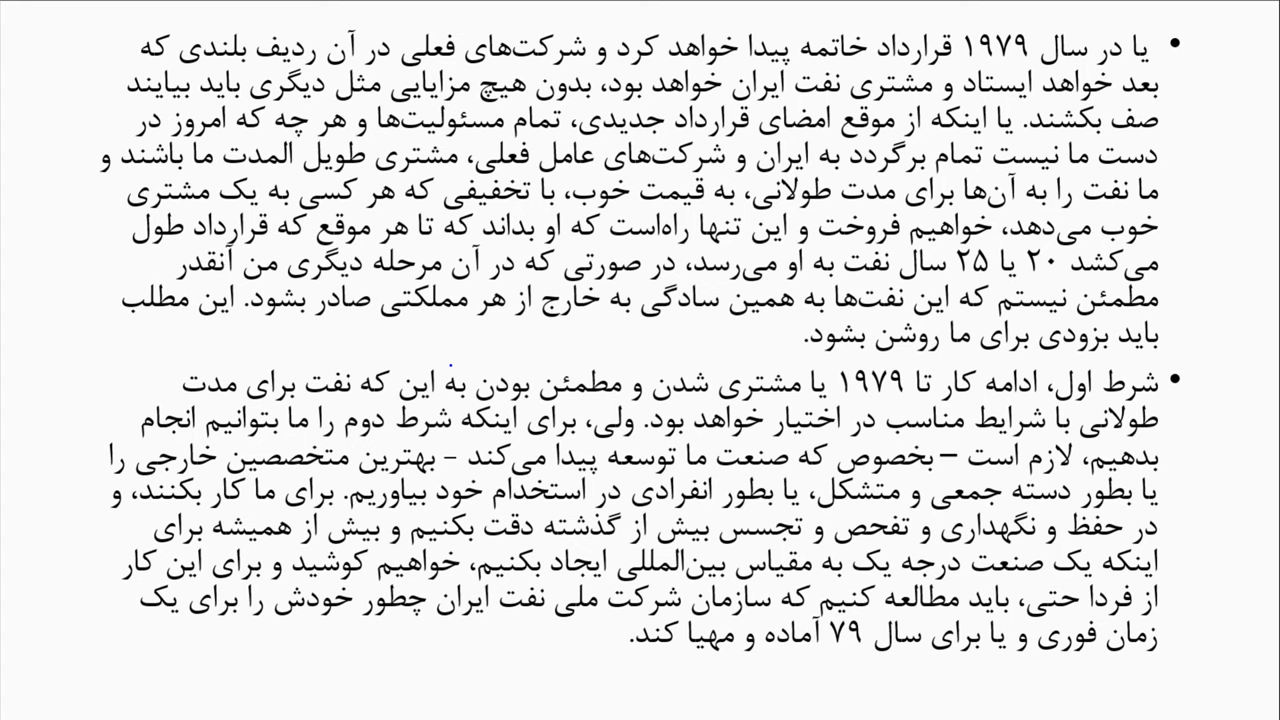 • یا در سال ۱۹۷۹ قرارداد خاتمه پیدا خواهد کرد و شرکت‌های فعلی در آن ردیف بلندی که
بعد خواهد ایستاد و مشتری نفت ایران خواهد بود، بدون هیچ مزایایی مثل دیگری باید بیایند
صف بکشند. یا اینکه از موقع امضای قرارداد جدیدی، تمام مسئولیت‌ها و هر چه که امروز در
دست ما نیست تمام برگردد به ایران و شرکت‌های عامل فعلی، مشتری طویل المدت ما باشند و
ما نفت را به آن‌ها برای مدت طولانی، به قیمت خوب، با تخفیفی که هر کسی به یک مشتری
خوب می‌دهد، خواهیم فروخت و این تنها راه‌است که او بداند که تا هر موقع که قرارداد طول
می‌کشد ۲۰ یا ۲۵ سال نفت به او می‌رسد، در صورتی که در آن مرحله دیگری من آنقدر
مطمئن نیستم که این نفت‌ها به همین سادگی به خارج از هر مملکتی صادر بشود. این مطلب
باید بزودی برای ما روشن بشود.
• شرط اول، ادامه کار تا ۱۹۷۹ یا مشتری شدن و مطمئن بودن به این که نفت برای مدت
طولانی با شرایط مناسب در اختیار خواهد بود. ولی، برای اینکه شرط دوم را ما بتوانیم انجام
بدهیم، لازم است – بخصوص که صنعت ما توسعه پیدا می‌کند – بهترین متخصصین خارجی را
یا بطور دسته جمعی و متشکل، یا بطور انفرادی در استخدام خود بیاوریم. برای ما کار بکنند، و
در حفظ و نگهداری و تفحص و تجسس بیش از گذشته دقت بکنیم و بیش از همیشه برای
اینکه یک صنعت درجه یک به مقیاس بین‌المللی ایجاد بکنیم، خواهیم کوشید و برای این کار
از فردا حتی، باید مطالعه کنیم که سازمان شرکت ملی نفت ایران چطور خودش را برای یک
زمان فوری و یا برای سال ۷۹ آماده و مهیا کند.